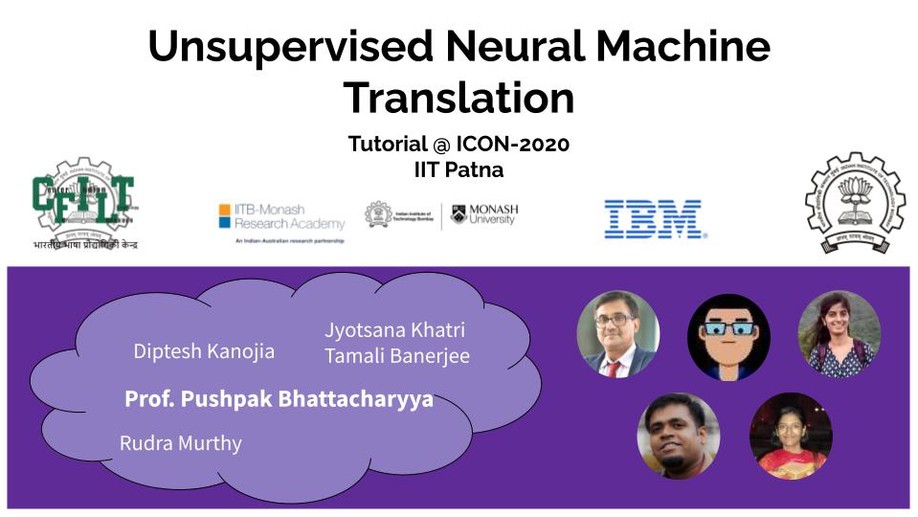 Unsupervised Neural Machine
Translation
Tutorial @ ICON-2020
IIT Patna
CFILT
भारतीय भाषा प्रौद्योगिकी केन्द्र
IITB-Monash
Research Academy
An Indian-Australian research partnership
Indian Institute of
Technology Bombay
MONASH
University
IBM
Jyotsana Khatri
Diptesh Kanojia
Tamali Banerjee
Prof. Pushpak Bhattacharyya
Rudra Murthy